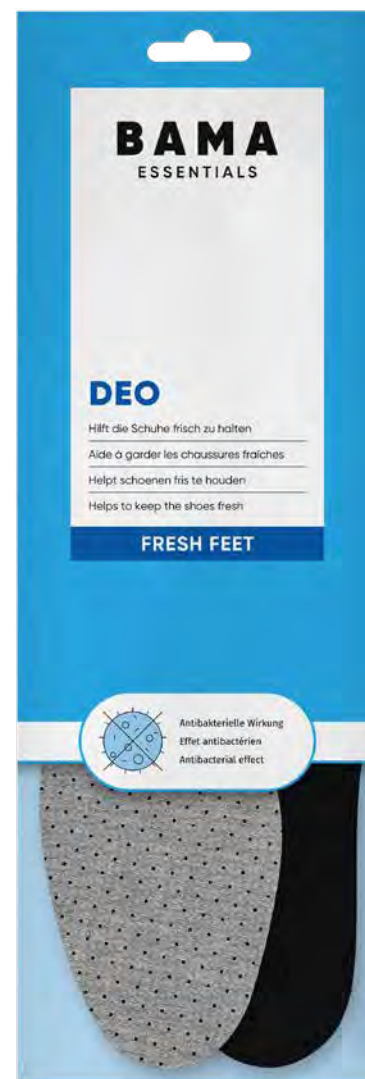 BAMA
ESSENTIALS
DEO
Hilft die Schuhe frisch zu halten
Aide à garder les chaussures fraîches
Helpt schoenen fris te houden
Helps to keep the shoes fresh
FRESH FEET
Antibakterielle Wirkung
Effet antibactérien
Antibacterial effect